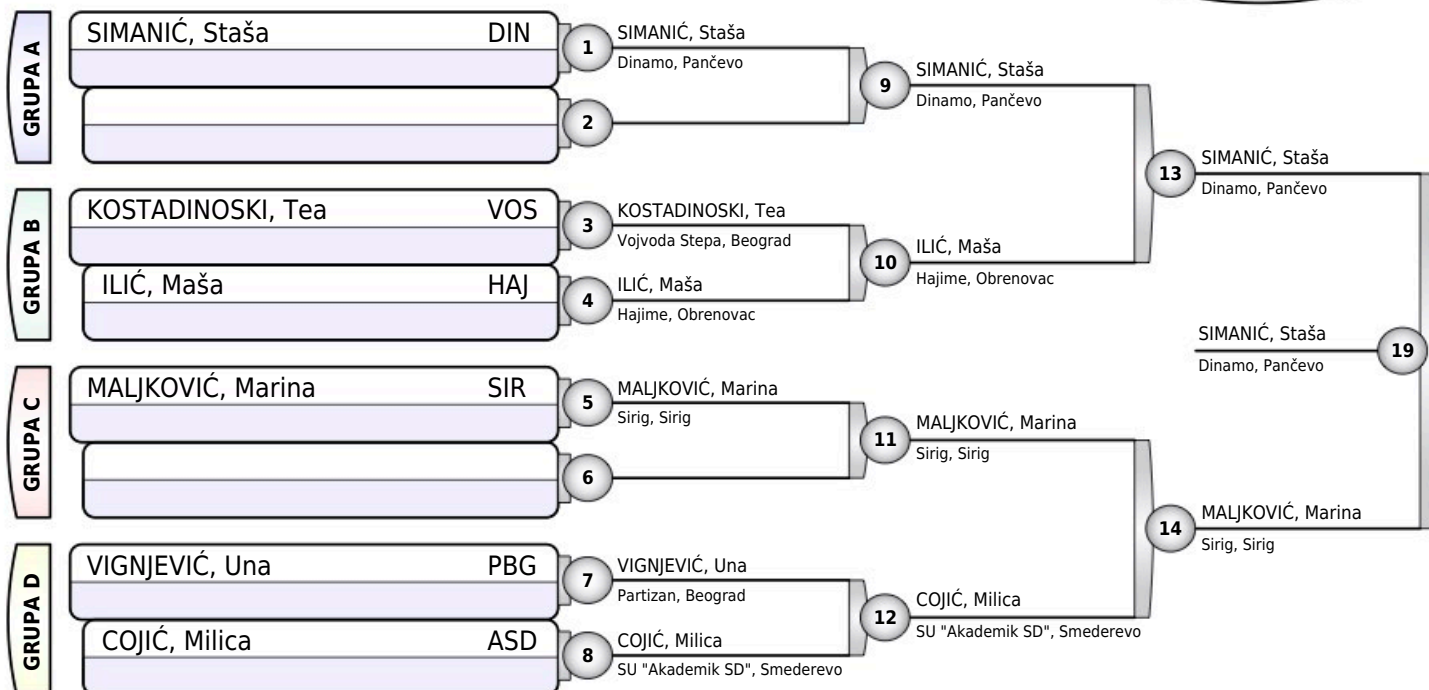 GRUPA A
SIMANIĆ, Staša DIN
1
SIMANIĆ, Staša
Dinamo, Pančevo
2
9
SIMANIĆ, Staša
Dinamo, Pančevo
13
SIMANIĆ, Staša
Dinamo, Pančevo
GRUPA B
KOSTADINOSKI, Tea VOS
ILIĆ, Maša HAJ
3
KOSTADINOSKI, Tea
Vojvoda Stepa, Beograd
4
ILIĆ, Maša
Hajime, Obrenovac
10
ILIĆ, Maša
Hajime, Obrenovac
SIMANIĆ, Staša
Dinamo, Pančevo
19
GRUPA C
MALJKOVIĆ, Marina SIR
5
MALJKOVIĆ, Marina
Sirig, Sirig
6
11
MALJKOVIĆ, Marina
Sirig, Sirig
14
MALJKOVIĆ, Marina
Sirig, Sirig
GRUPA D
VIGNJEVIĆ, Una PBG
COJIĆ, Milica ASD
7
VIGNJEVIĆ, Una
Partizan, Beograd
8
COJIĆ, Milica
SU "Akademik SD", Smederevo
12
COJIĆ, Milica
SU "Akademik SD", Smederevo